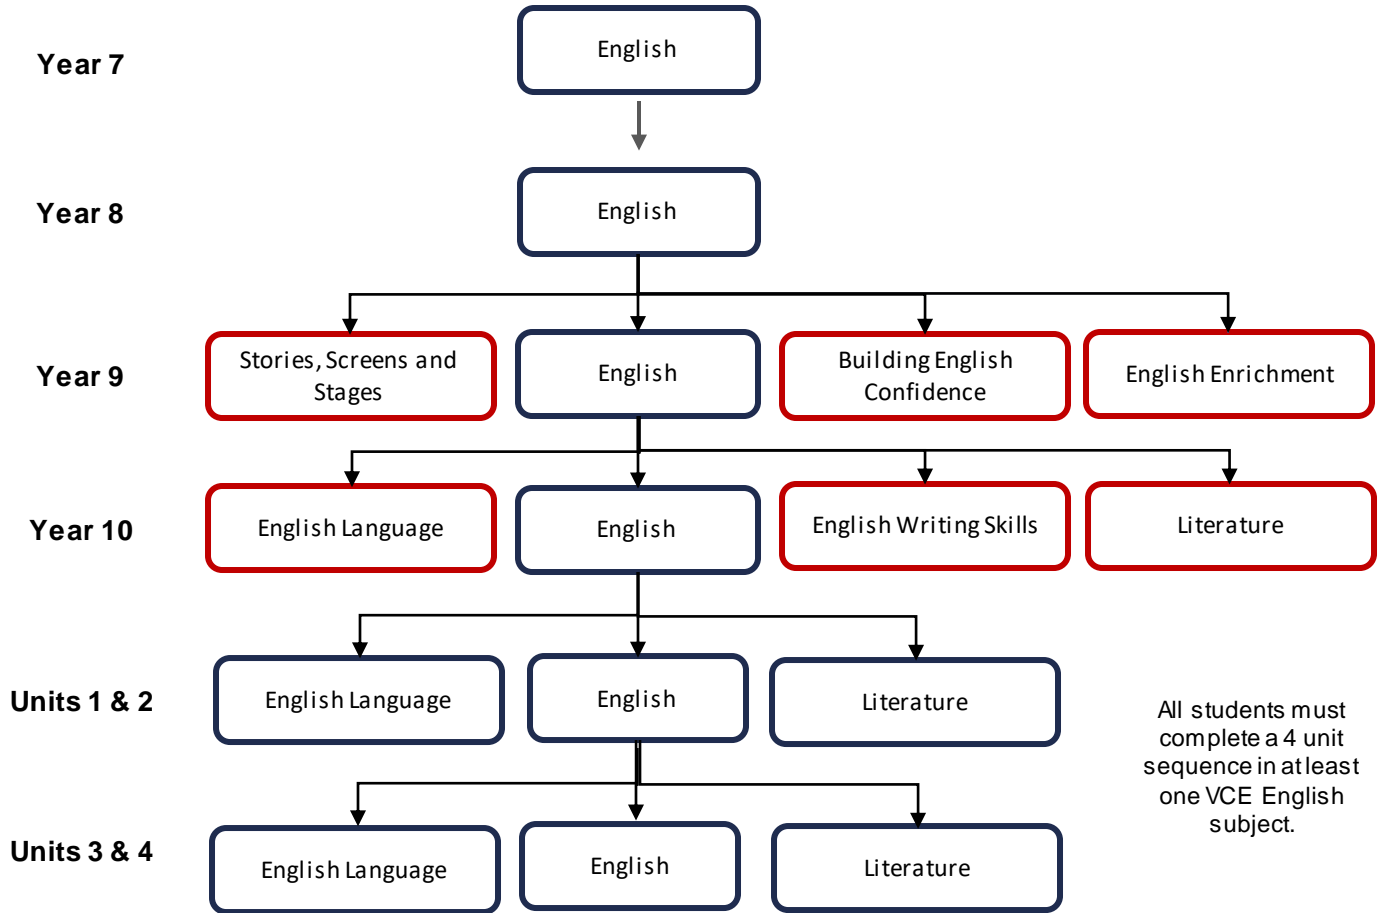 Year 7
English
Year 8
English
Year 9
Stories, Screens and
Stages
English
Building English
Confidence
English Enrichment
Year 10
English Language
English
English Writing Skills
Literature
Units 1 & 2
English Language
English
Literature
All students must
complete a 4 unit
sequence in at least
one VCE English
subject.
Units 3 & 4
English Language
English
Literature